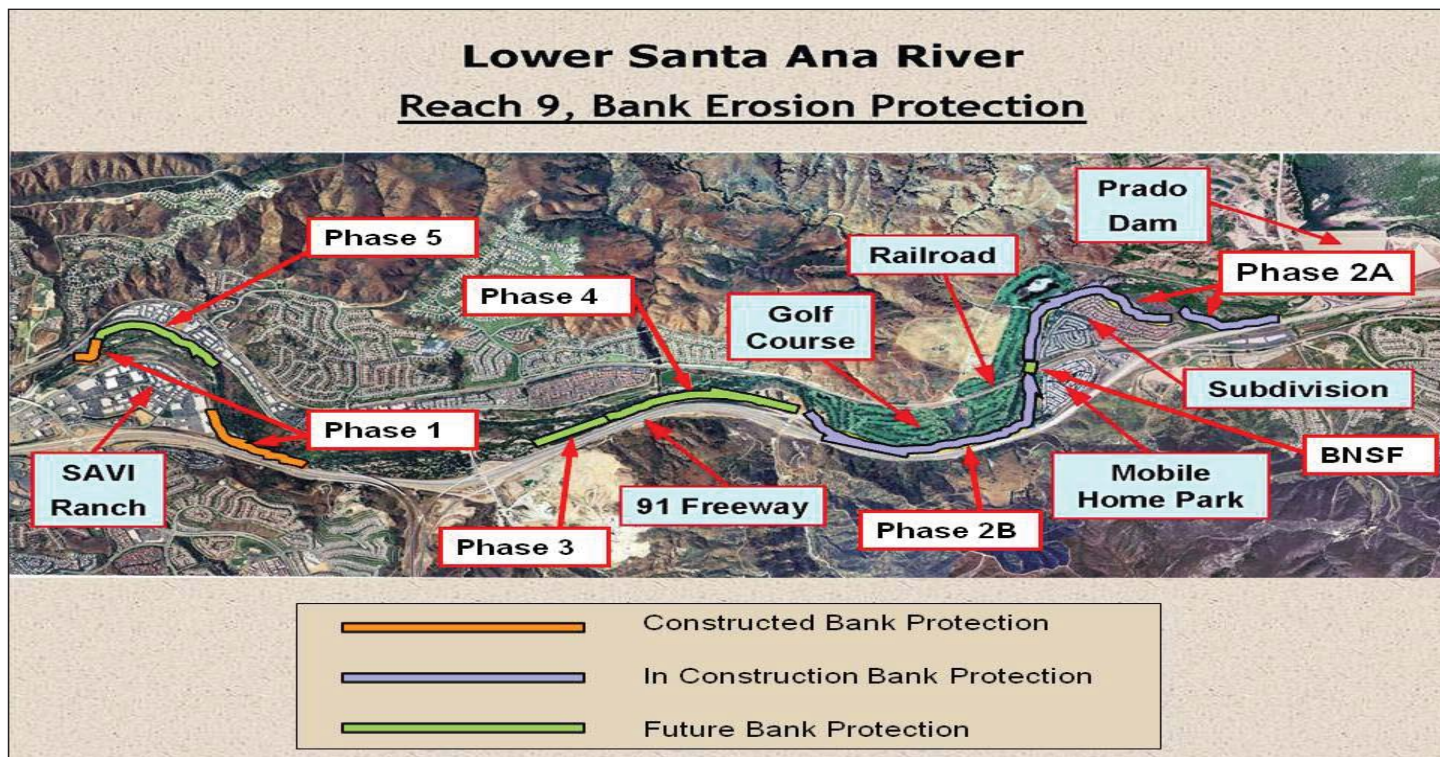 Lower Santa Ana River
Reach 9, Bank Erosion Protection
Prado
Dam
Phase 5
Railroad
Phase 2A
Phase 4
Golf
Course
Subdivision
Phase 1
SAVI
Ranch
BNSF
Mobile
Home Park
91 Freeway
Phase 2B
Phase 3
Constructed Bank Protection
In Construction Bank Protection
Future Bank Protection